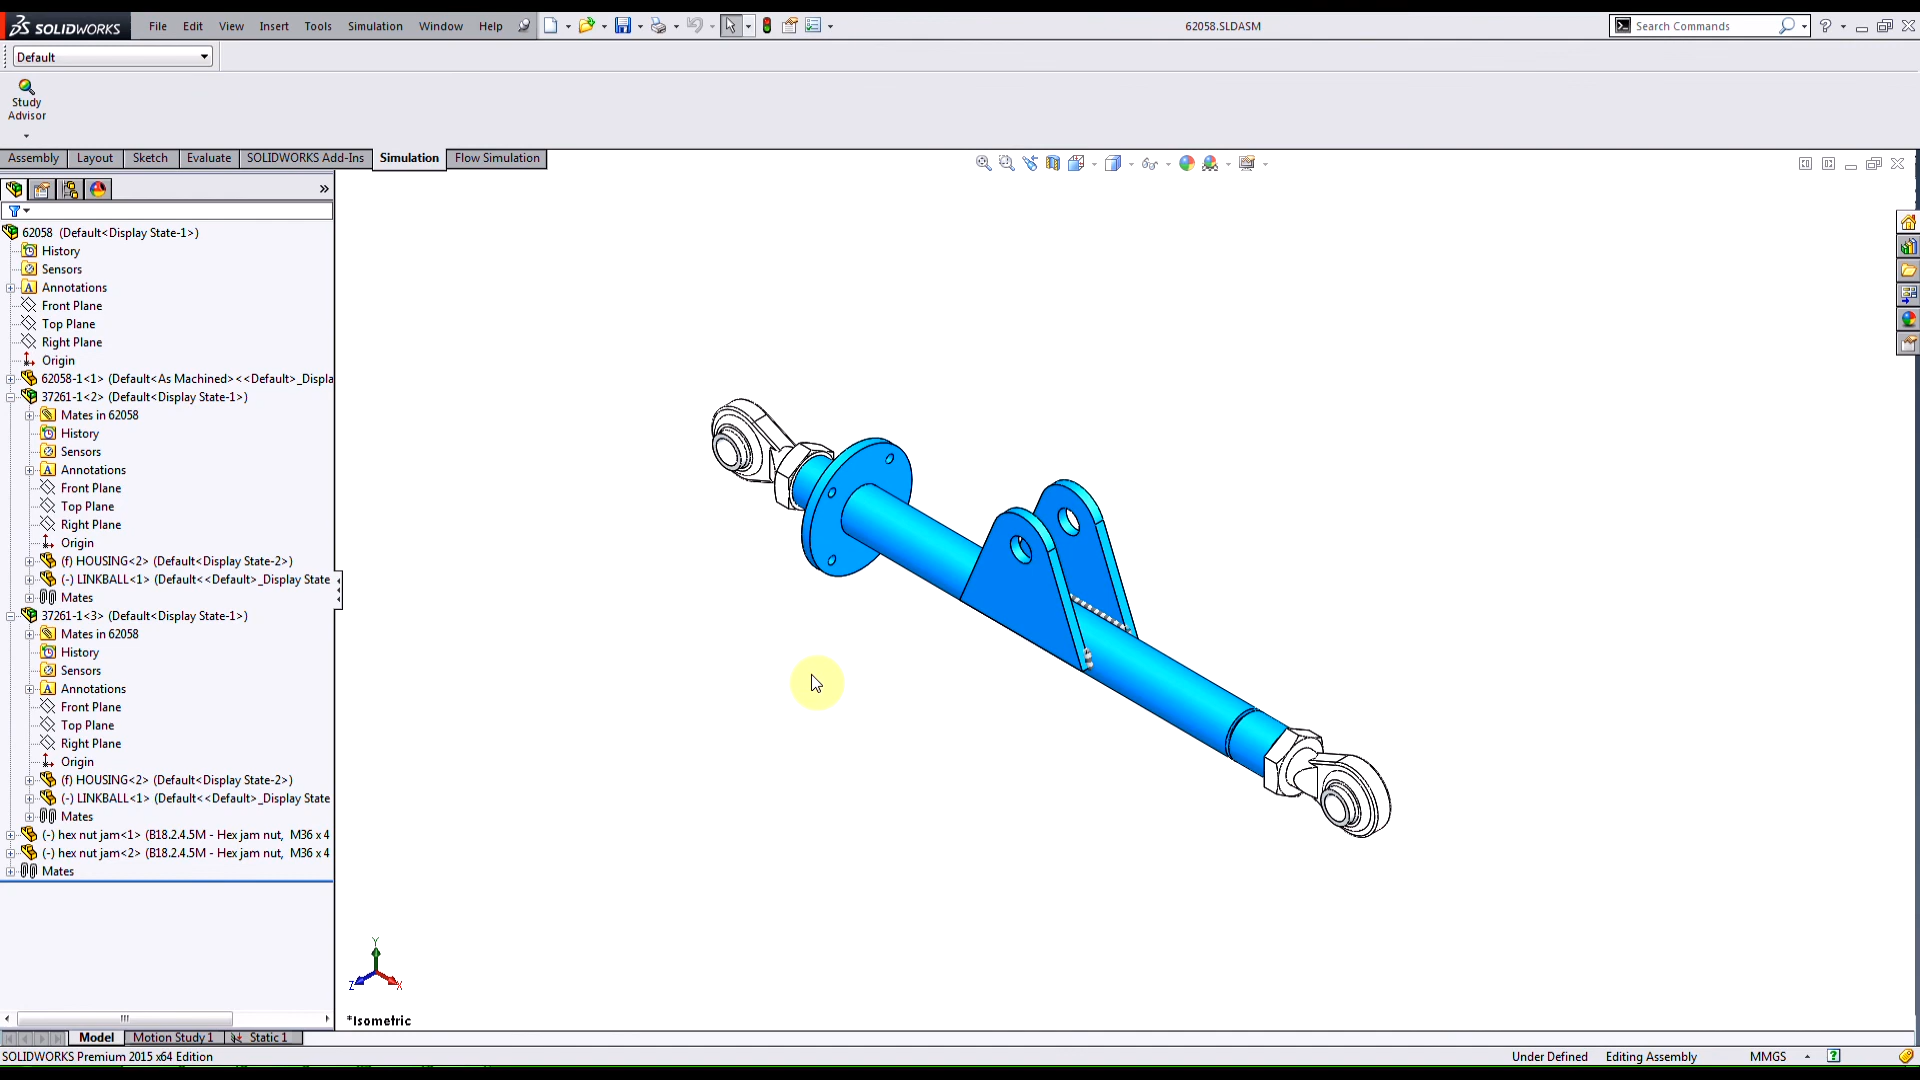 SOLIDWORKS File Edit View Insert Tools Simulation Window Help 62058.SLDASM Search Commands
Default
Study
Advisor
Assembly Layout Sketch Evaluate SOLIDWORKS Add-Ins Simulation Flow Simulation
62058 (Default<Display State-1>)
History
Sensors
Annotations
Front Plane
Top Plane
Right Plane
Origin
62058-1<1> (Default<As Machined><<Default>_Displa
37261-1<2> (Default<Display State-1>)
Mates in 62058
History
Sensors
Annotations
Front Plane
Top Plane
Right Plane
Origin
(f) HOUSING<2> (Default<Display State-2>)
(-) LINKBALL<1> (Default<<Default>_Display State
Mates
37261-1<3> (Default<Display State-1>)
Mates in 62058
History
Sensors
Annotations
Front Plane
Top Plane
Right Plane
Origin
(f) HOUSING<2> (Default<Display State-2>)
(-) LINKBALL<1> (Default<<Default>_Display State
Mates
(-) hex nut jam<1> (B18.2.4.5M - Hex jam nut, M36 x 4
(-) hex nut jam<2> (B18.2.4.5M - Hex jam nut, M36 x 4
Mates
Y
Z X
*Isometric
Model Motion Study 1 Static 1
SOLIDWORKS Premium 2015 x64 Edition Under Defined Editing Assembly MMGS